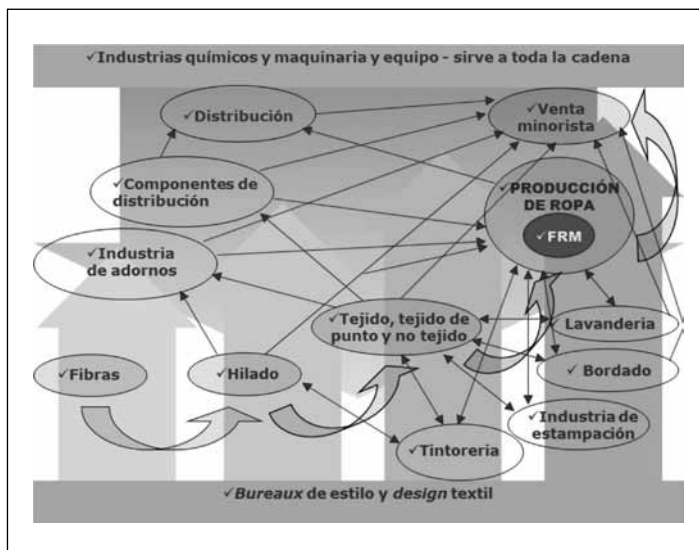 ✓Industrias químicos y maquinaria y equipo - sirve a toda la cadena
✓Distribución
✓Venta
minorista
✓Componentes de
distribución
✓PRODUCCIÓN
DE ROPA
✓FRM
✓Industria
de adornos
✓Tejido, tejido de
punto y no tejido
Lavanderia
✓Fibras
✓Hilado
✓Bordado
✓Industria de
estampación
✓Tintoreria
✓Bureaux de estilo y design textil